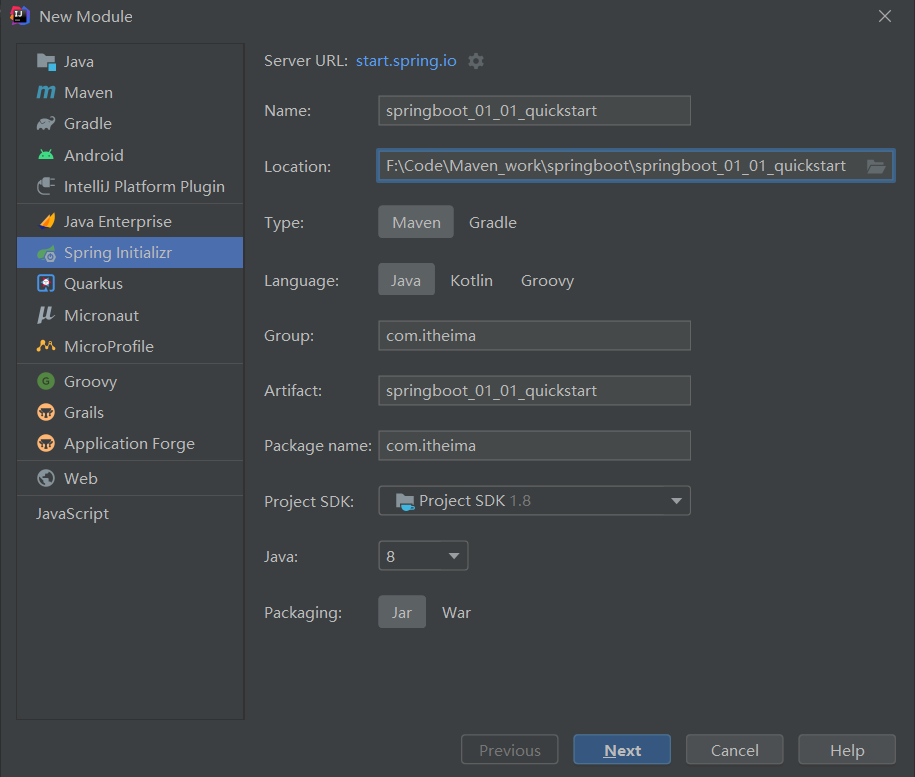 New Module
Java
Maven
Gradle
Android
IntelliJ Platform Plugin
Java Enterprise
Spring Initializr
Quarkus
Micronaut
MicroProfile
Groovy
Grails
Application Forge
Web
JavaScript
Server URL: start.spring.io
Name: springboot_01_01_quickstart
Location: F:\Code\Maven_work\springboot\springboot_01_01_quickstart
Type: Maven Gradle
Language: Java Kotlin Groovy
Group: com.itheima
Artifact: springboot_01_01_quickstart
Package name: com.itheima
Project SDK: Project SDK 1.8
Java: 8
Packaging: Jar War
Previous Next Cancel Help